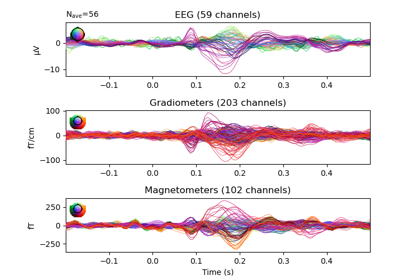 N_ave=56 EEG (59 channels)
μV
0
−10
−0.1 0.0 0.1 0.2 0.3 0.4
Gradiometers (203 channels)
fT/cm
100
0
−100
−0.1 0.0 0.1 0.2 0.3 0.4
Magnetometers (102 channels)
fT
250
0
−250
−0.1 0.0 0.1 0.2 0.3 0.4
Time (s)